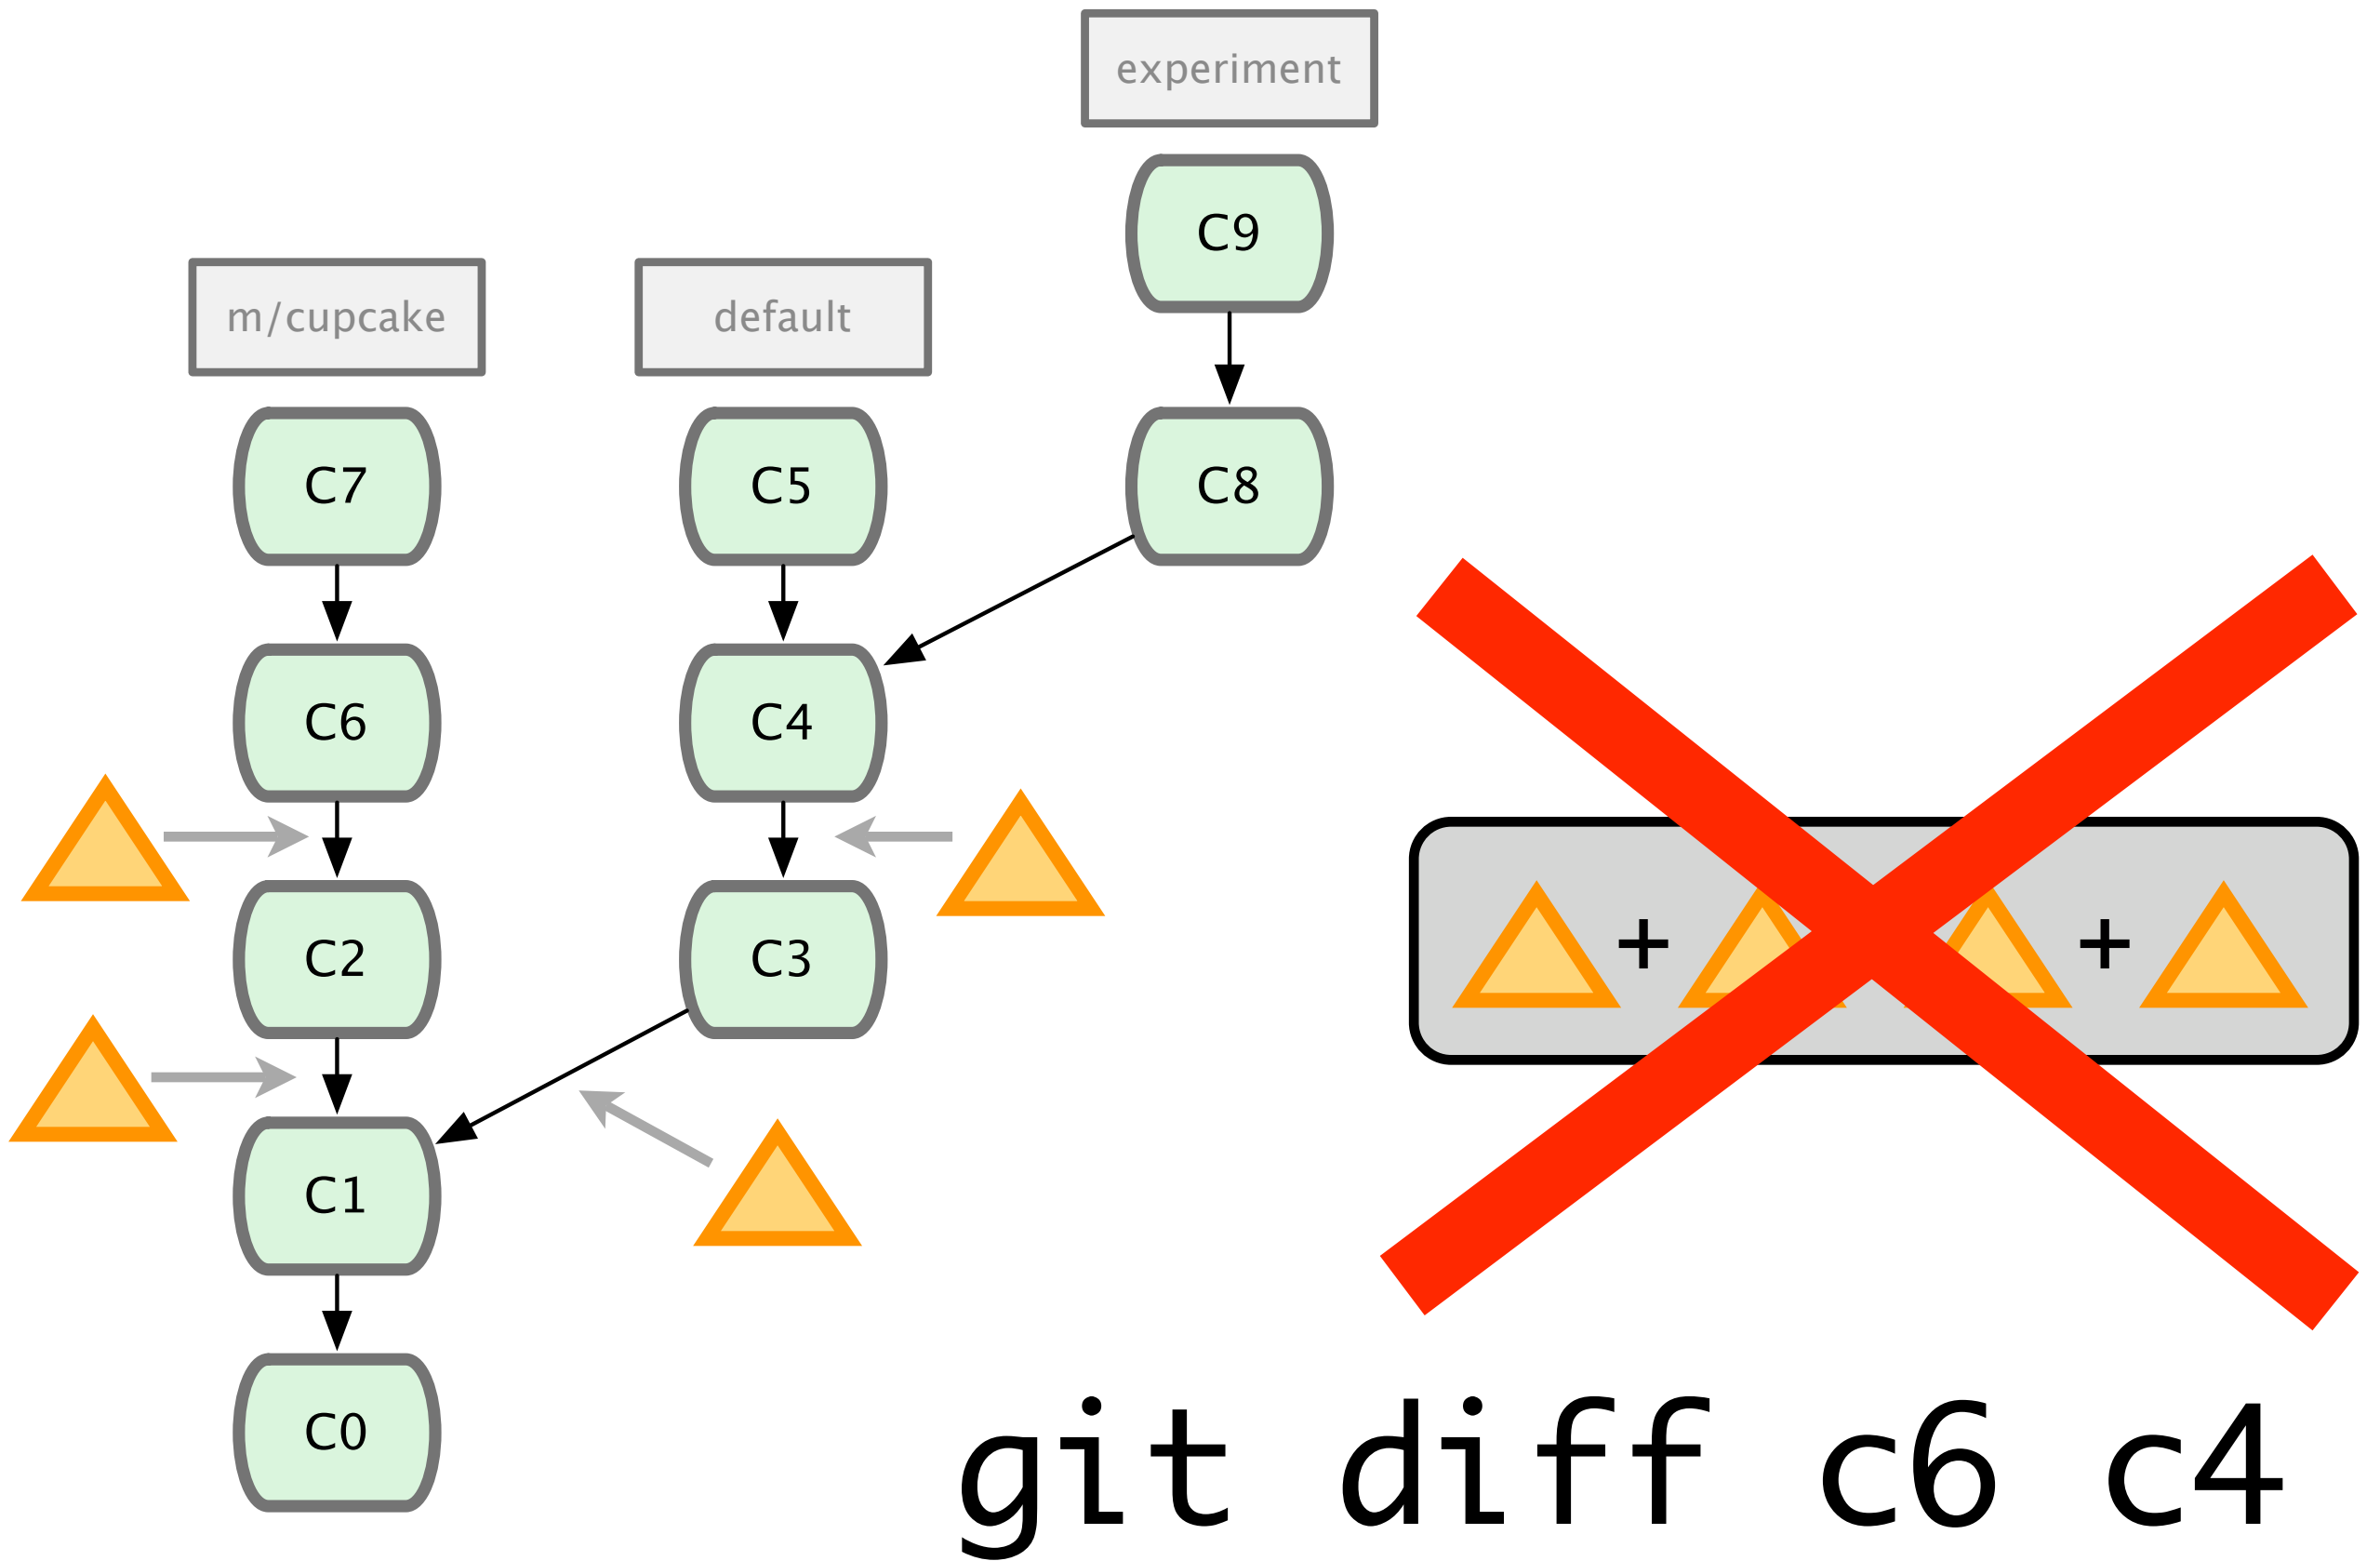 experiment
C9
m/cupcake
default
C7
C5
C8
C6
C4
C2
C3
+
+
C1
C0
git diff c6 c4